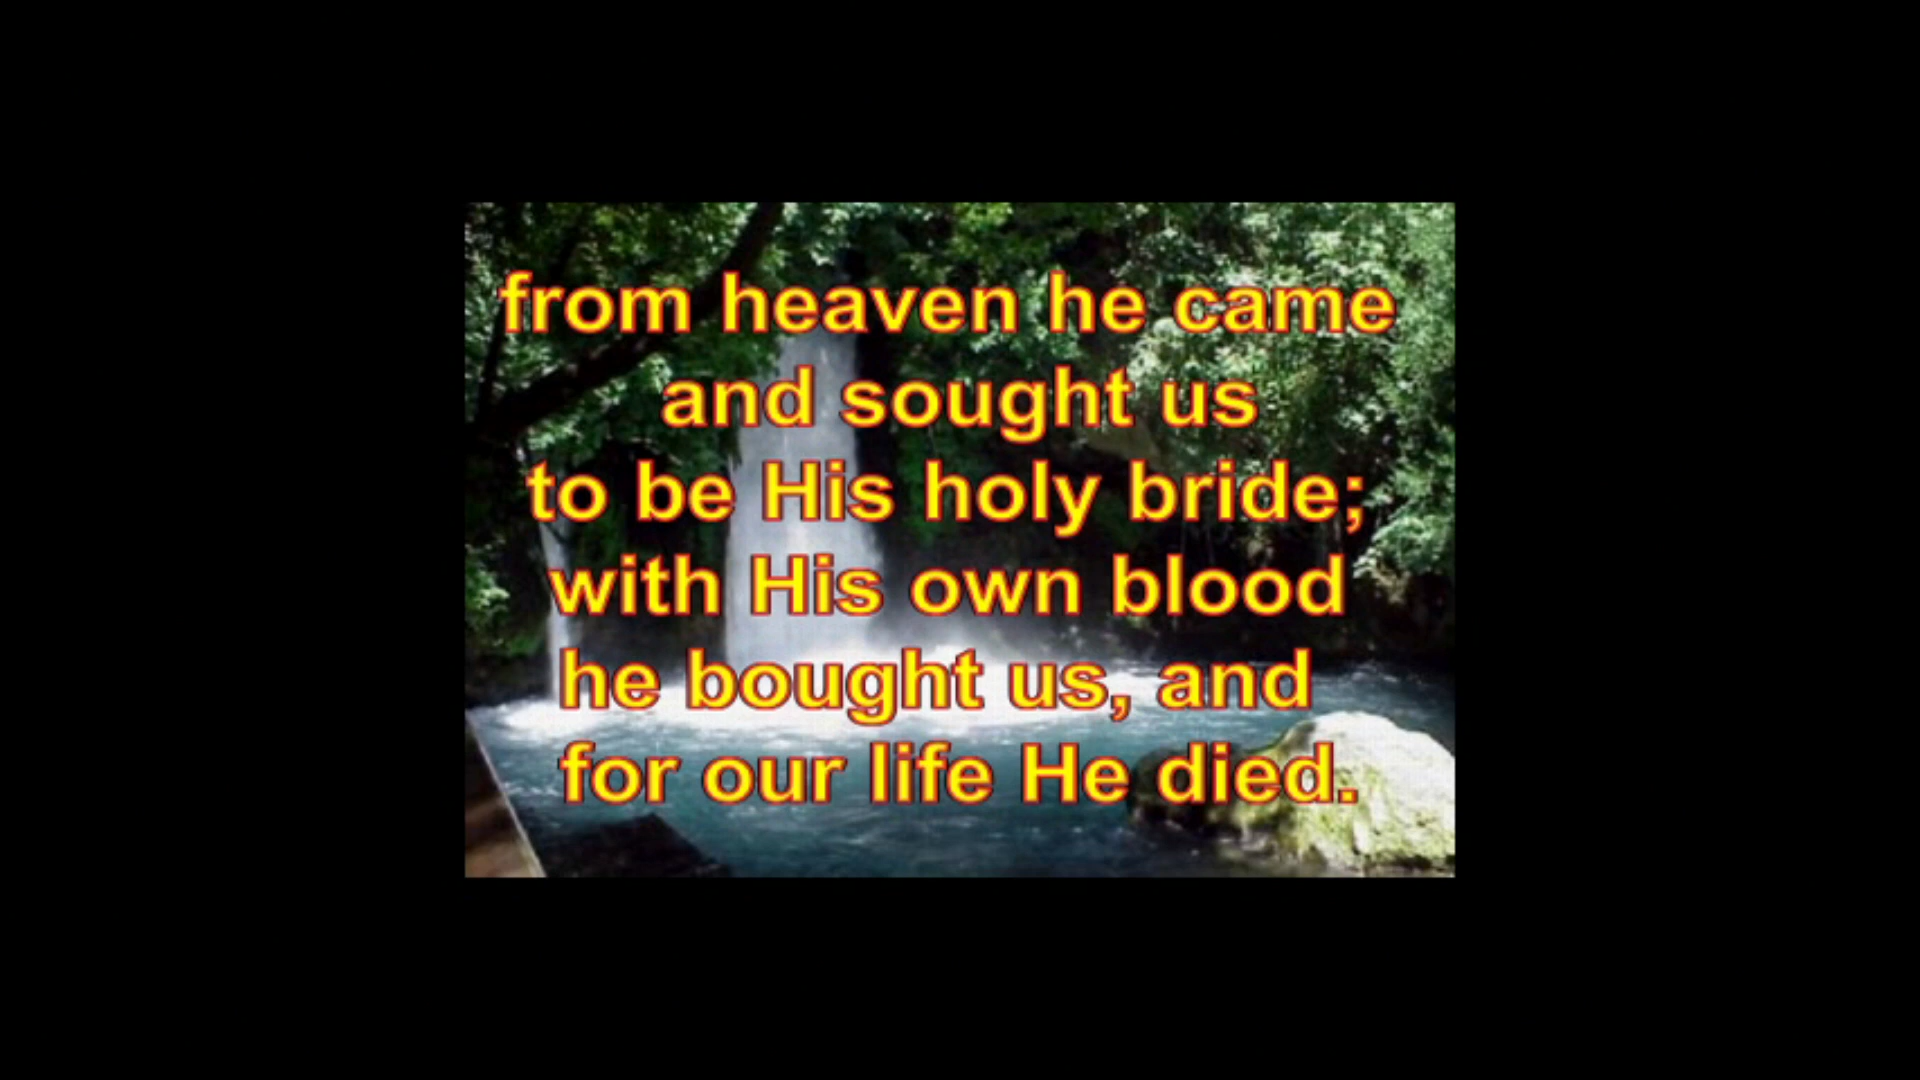 from heaven he came
and sought us
to be His holy bride;
with His own blood
he bought us, and
for our life He died.